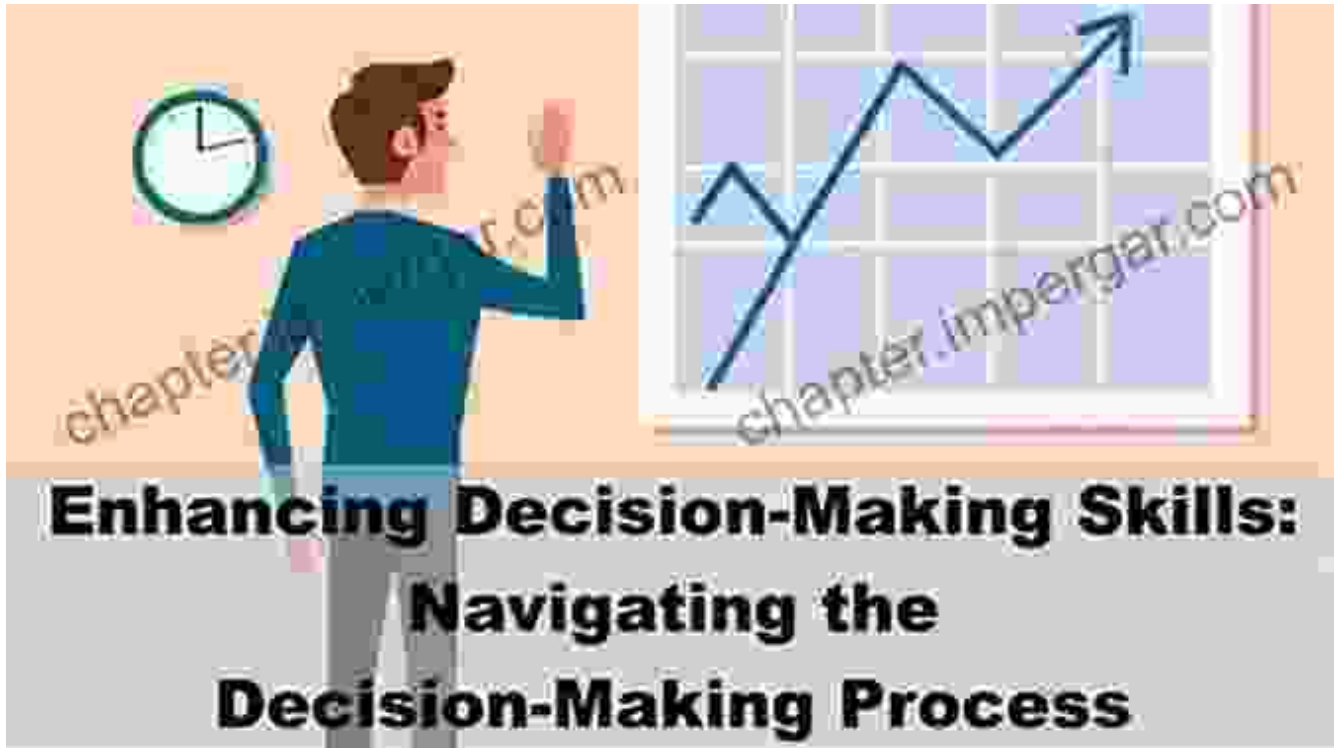 chapter.impergar.com
Enhancing Decision-Making Skills:
Navigating the
Decision-Making Process